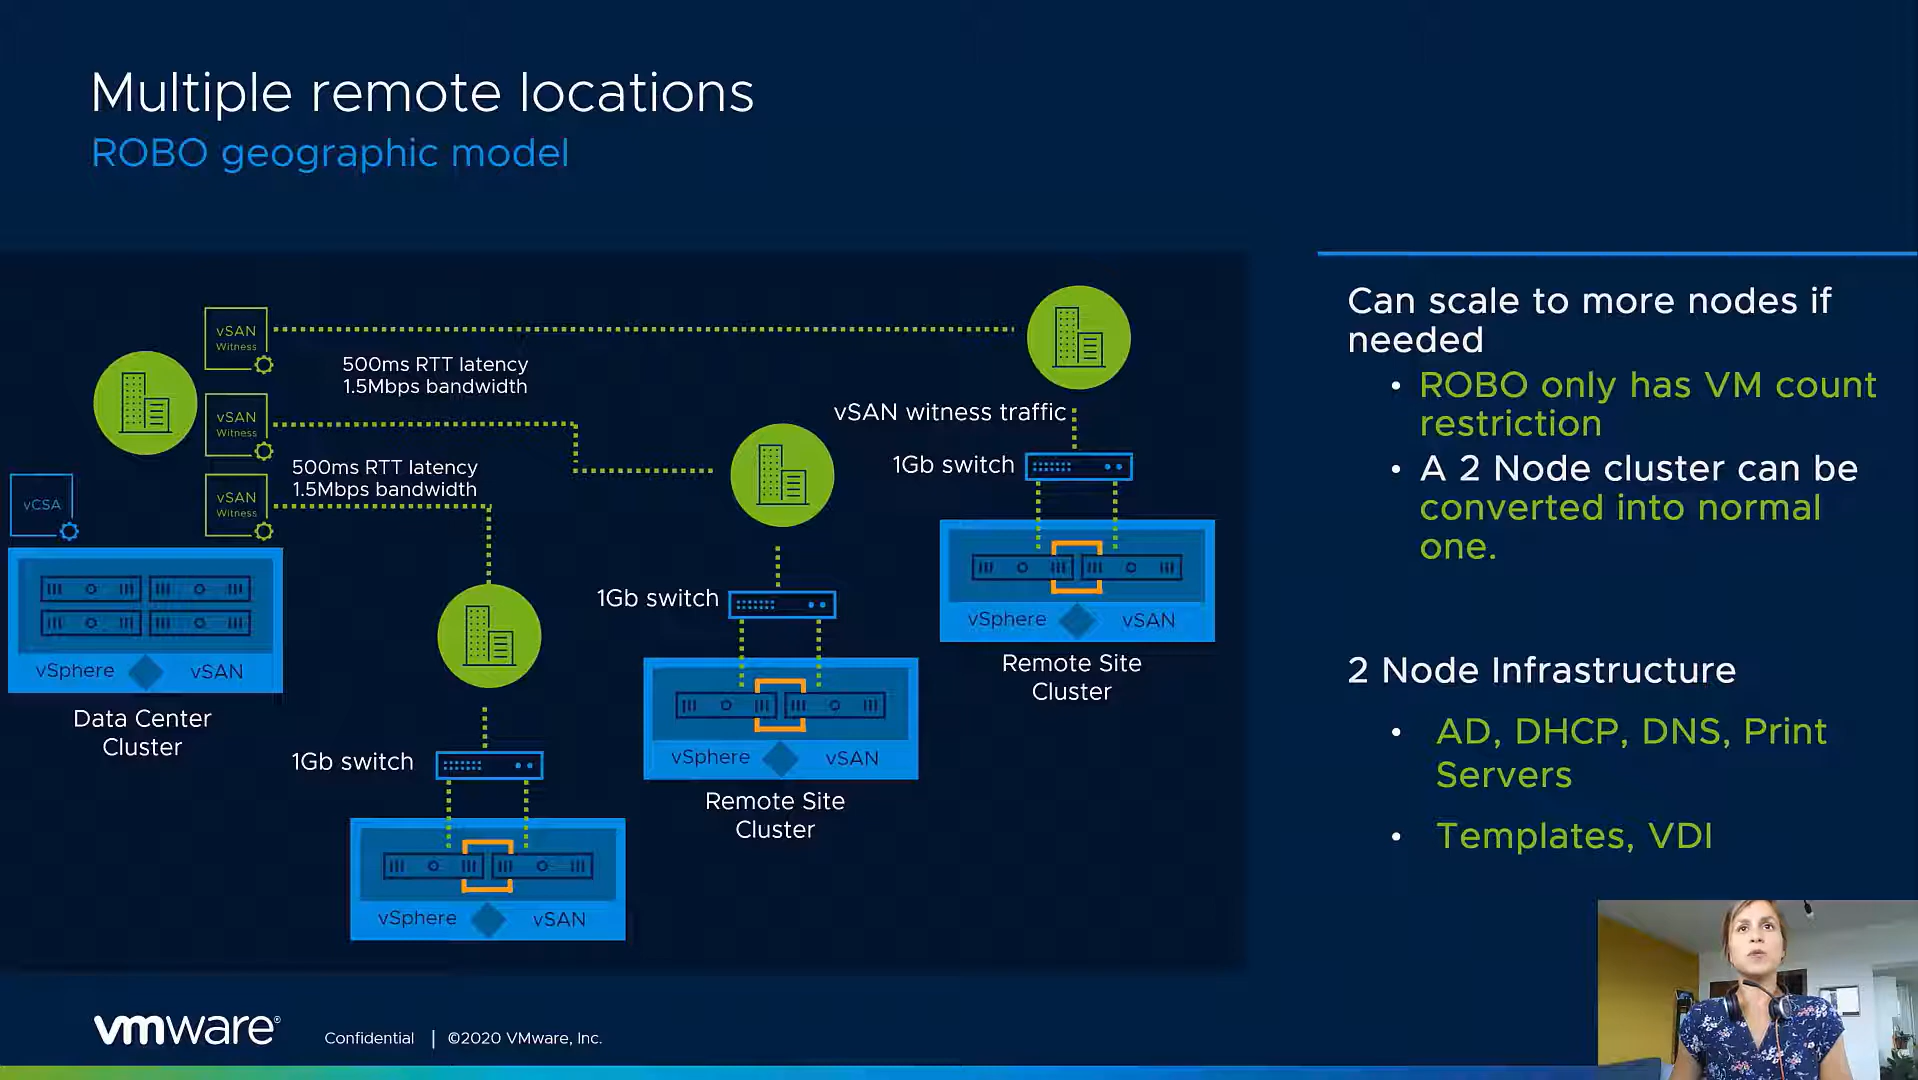 Multiple remote locations
ROBO geographic model
vSAN
Witness
500ms RTT latency
1.5Mbps bandwidth
vSAN
Witness
vSAN witness traffic
1Gb switch
500ms RTT latency
1.5Mbps bandwidth
vCSA
vSAN
Witness
vSphere
vSAN
Data Center
Cluster
1Gb switch
vSphere
vSAN
1Gb switch
vSphere
vSAN
Remote Site
Cluster
vSphere
vSAN
Remote Site
Cluster
Can scale to more nodes if
needed
• ROBO only has VM count
restriction
• A 2 Node cluster can be
converted into normal
one.
2 Node Infrastructure
• AD, DHCP, DNS, Print
Servers
• Templates, VDI
vmware®
Confidential | ©2020 VMware, Inc.